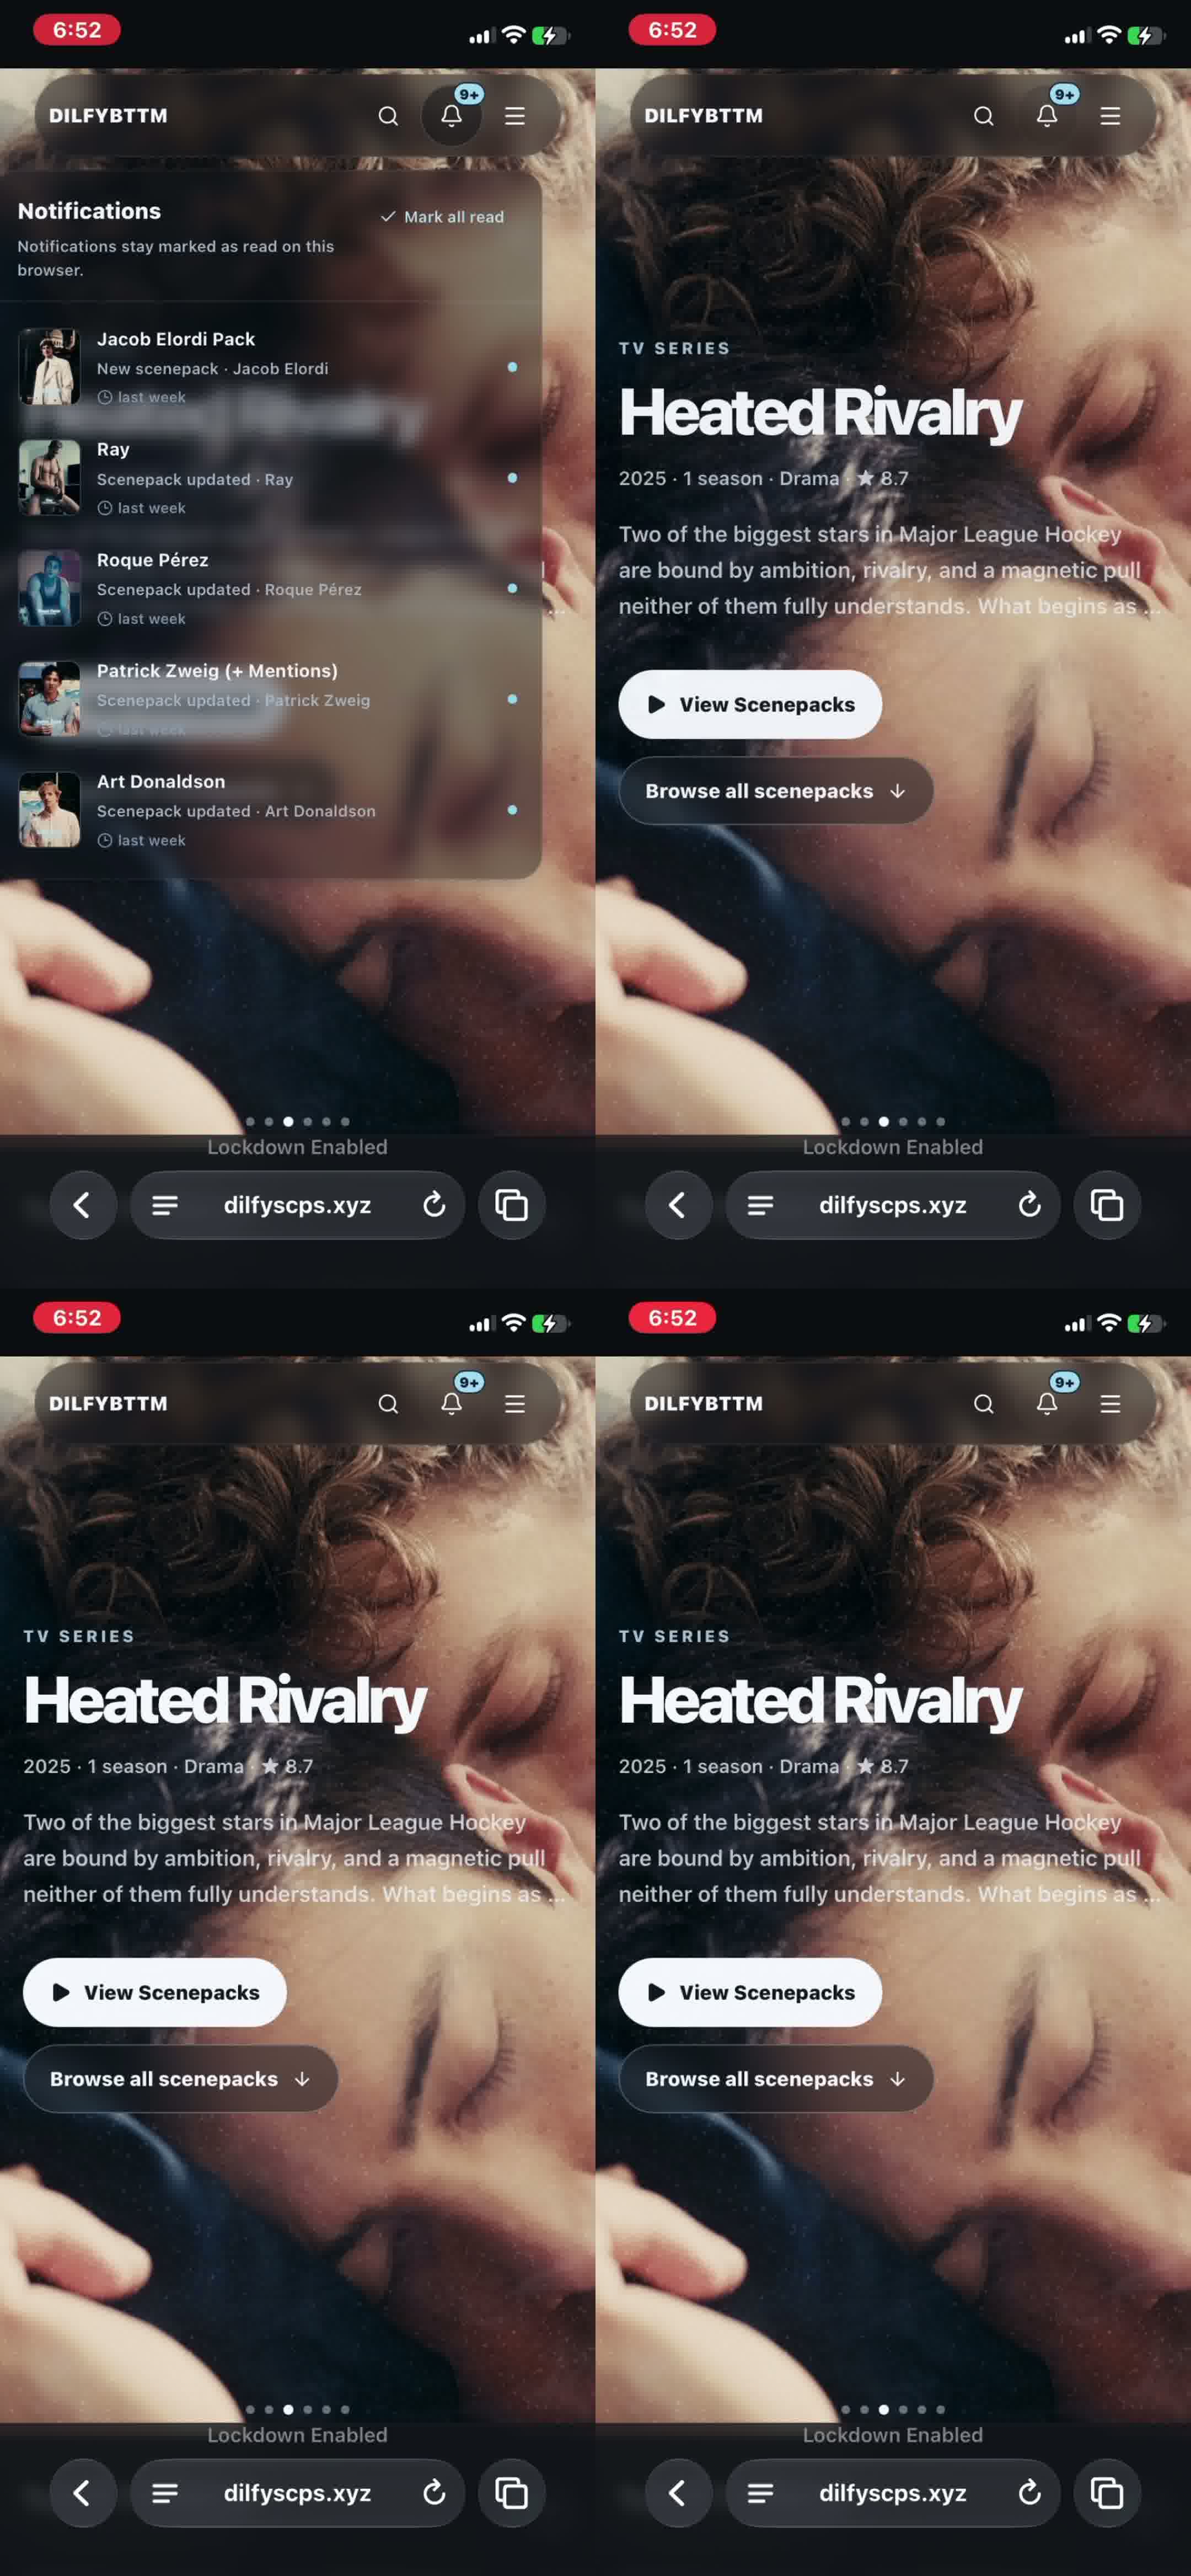 6:52
DILFYBTTM
9+
Notifications
Mark all read
Notifications stay marked as read on this
browser.
Jacob Elordi Pack
New scenepack · Jacob Elordi
last week
Ray
Scenepack updated · Ray
last week
Roque Pérez
Scenepack updated · Roque Pérez
last week
Patrick Zweig (+ Mentions)
Scenepack updated · Patrick Zweig
last week
Art Donaldson
Scenepack updated · Art Donaldson
last week
Lockdown Enabled
dilfyscps.xyz
6:52
DILFYBTTM
9+
TV SERIES
Heated Rivalry
2025 · 1 season · Drama · ★ 8.7
Two of the biggest stars in Major League Hockey
are bound by ambition, rivalry, and a magnetic pull
neither of them fully understands. What begins as ...
View Scenepacks
Browse all scenepacks ↓
Lockdown Enabled
dilfyscps.xyz
6:52
DILFYBTTM
9+
TV SERIES
Heated Rivalry
2025 · 1 season · Drama · ★ 8.7
Two of the biggest stars in Major League Hockey
are bound by ambition, rivalry, and a magnetic pull
neither of them fully understands. What begins as ...
View Scenepacks
Browse all scenepacks ↓
Lockdown Enabled
dilfyscps.xyz
6:52
DILFYBTTM
9+
TV SERIES
Heated Rivalry
2025 · 1 season · Drama · ★ 8.7
Two of the biggest stars in Major League Hockey
are bound by ambition, rivalry, and a magnetic pull
neither of them fully understands. What begins as ...
View Scenepacks
Browse all scenepacks ↓
Lockdown Enabled
dilfyscps.xyz